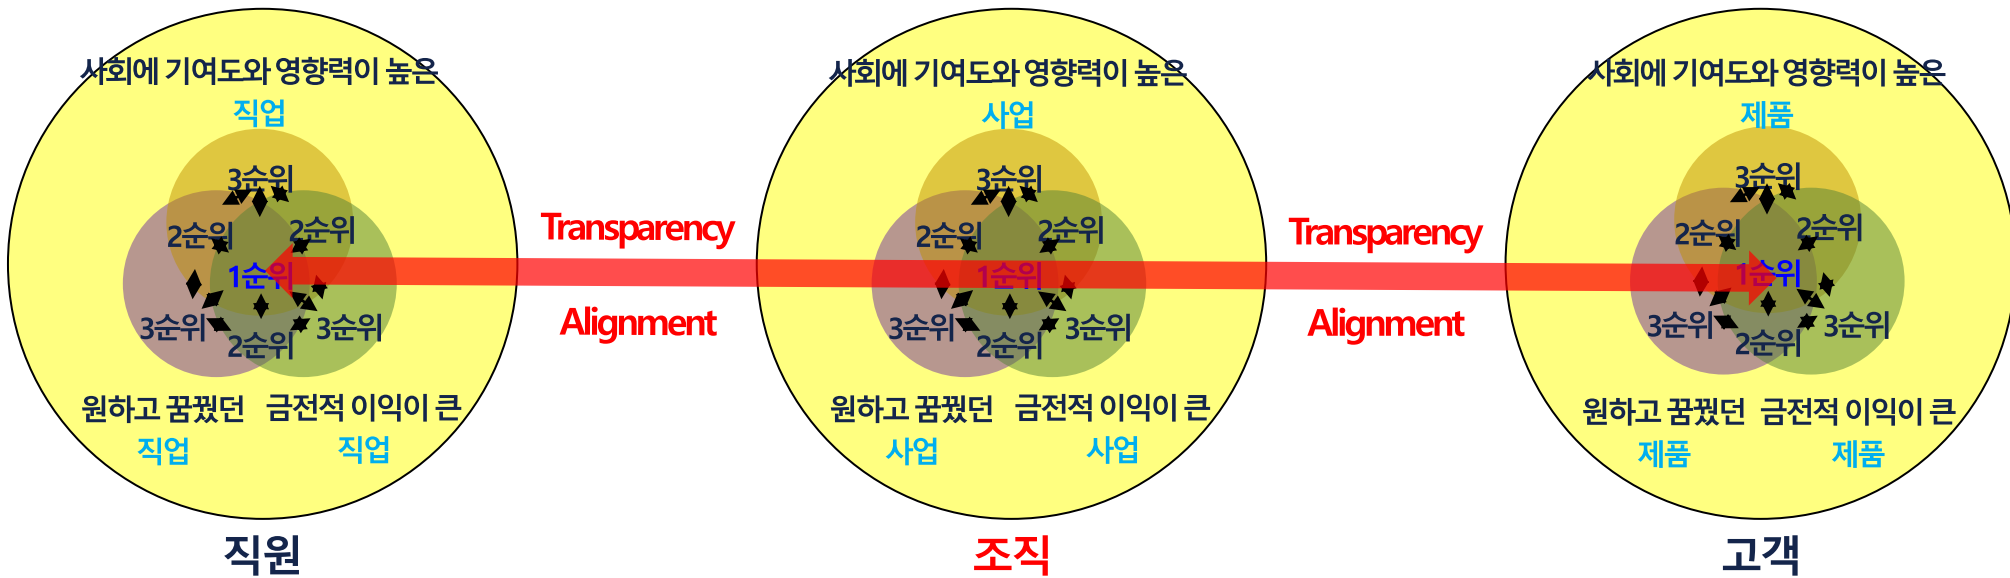 사회에 기여도와 영향력이 높은
직업
3순위
2순위
2순위
1순위
3순위
2순위
3순위
원하고 꿈꿨던
직업
금전적 이익이 큰
직업
직원
Transparency
Alignment
사회에 기여도와 영향력이 높은
사업
3순위
2순위
2순위
1순위
3순위
2순위
3순위
원하고 꿈꿨던
사업
금전적 이익이 큰
사업
조직
Transparency
Alignment
사회에 기여도와 영향력이 높은
제품
3순위
2순위
2순위
1순위
3순위
2순위
3순위
원하고 꿈꿨던
제품
금전적 이익이 큰
제품
고객